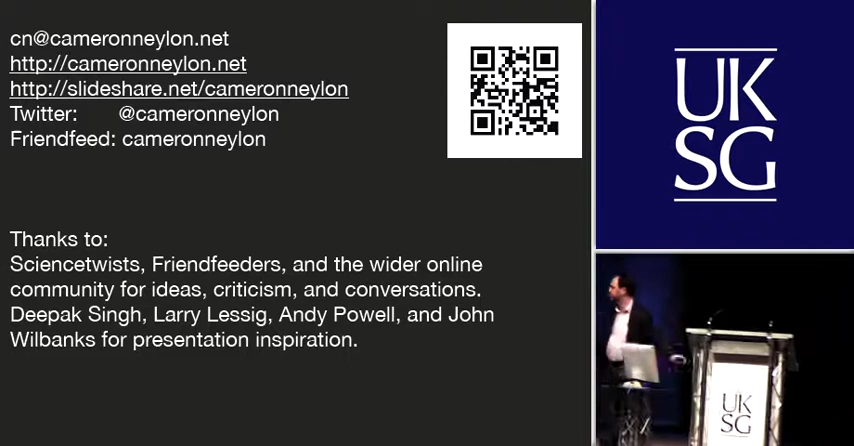 cn@cameronneylon.net
http://cameronneylon.net
http://slideshare.net/cameronneylon
Twitter: @cameronneylon
Friendfeed: cameronneylon
Thanks to:
Sciencetwists, Friendfeeders, and the wider online
community for ideas, criticism, and conversations.
Deepak Singh, Larry Lessig, Andy Powell, and John
Wilbanks for presentation inspiration.
UK
SG
UK
SG